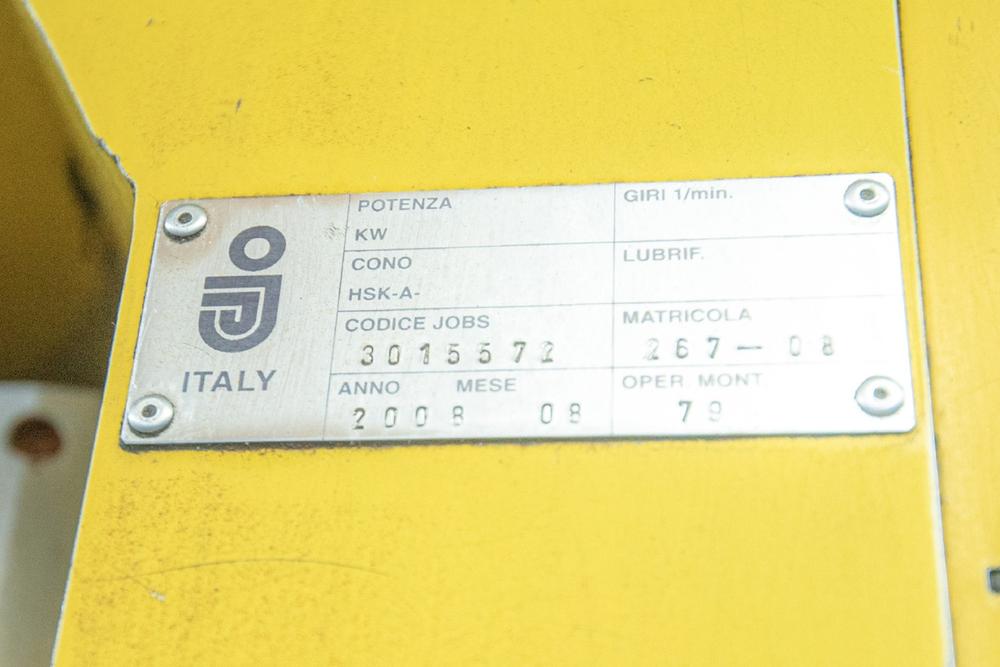 POTENZA
KW
GIRI 1/min.
CONO
HSK-A-
LUBRIF.
CODICE JOBS
3015572
MATRICOLA
267-08
ANNO MESE
2008 08
OPER MONT
79
ITALY